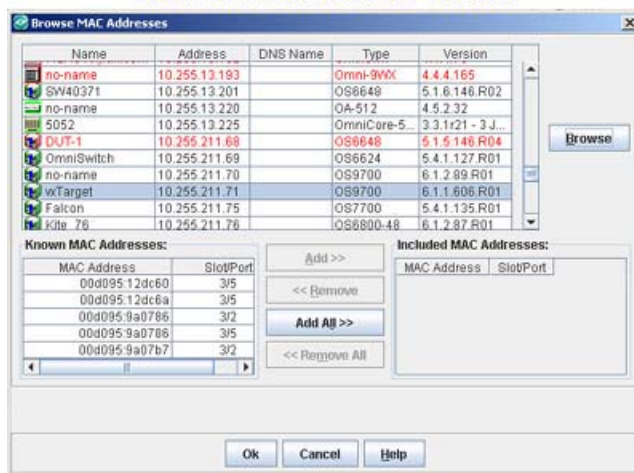 Browse MAC Addresses
Name Address DNS Name Type Version
no-name 10.255.13.193 Omni-9WX 4.4.4.165
SW40371 10.255.13.201 OS6648 5.1.6.146.R02
no-name 10.255.13.220 OA-512 4.5.2.32
5052 10.255.13.225 OmniCore-5... 3.3.1r21 - 3 J...
DUT-1 10.255.211.68 OS6648 5.1.5.146.R04
OmniSwitch 10.255.211.69 OS6624 5.4.1.127.R01
no-name 10.255.211.70 OS9700 6.1.2.89.R01
vxTarget 10.255.211.71 OS9700 6.1.1.606.R01
Falcon 10.255.211.75 OS7700 5.4.1.135.R01
Kite_76 10.255.211.76 OS6800-48 6.1.2.87.R01
Browse
Known MAC Addresses:
MAC Address Slot/Port
00d095:12dc60 3/5
00d095:12dc6a 3/5
00d095:9a0786 3/2
00d095:9a0786 3/5
00d095:9a07b7 3/2
Add >>
<< Remove
Add All >>
<< Remove All
Included MAC Addresses:
MAC Address Slot/Port
Ok Cancel Help